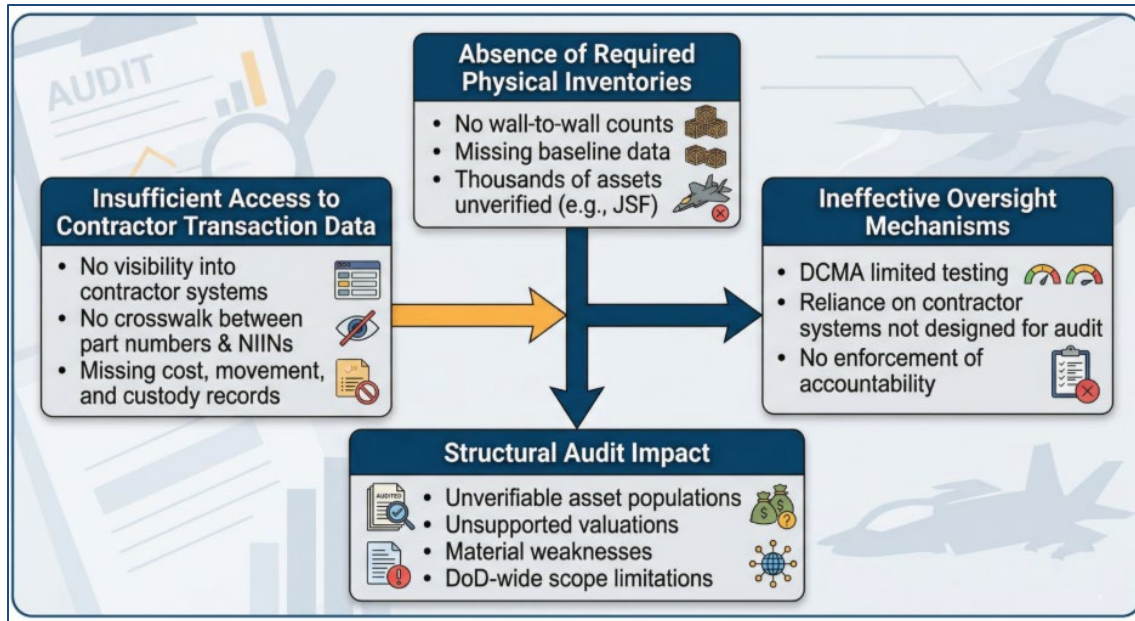 AUDIT
Absence of Required
Physical Inventories
• No wall-to-wall counts
• Missing baseline data
• Thousands of assets
unverified (e.g., JSF)
Insufficient Access to
Contractor Transaction Data
• No visibility into
contractor systems
• No crosswalk between
part numbers & NIINs
• Missing cost, movement,
and custody records
Ineffective Oversight
Mechanisms
• DCMA limited testing
• Reliance on contractor
systems not designed for audit
• No enforcement of
accountability
Structural Audit Impact
AUDITED
• Unverifiable asset populations
• Unsupported valuations
• Material weaknesses
• DoD-wide scope limitations